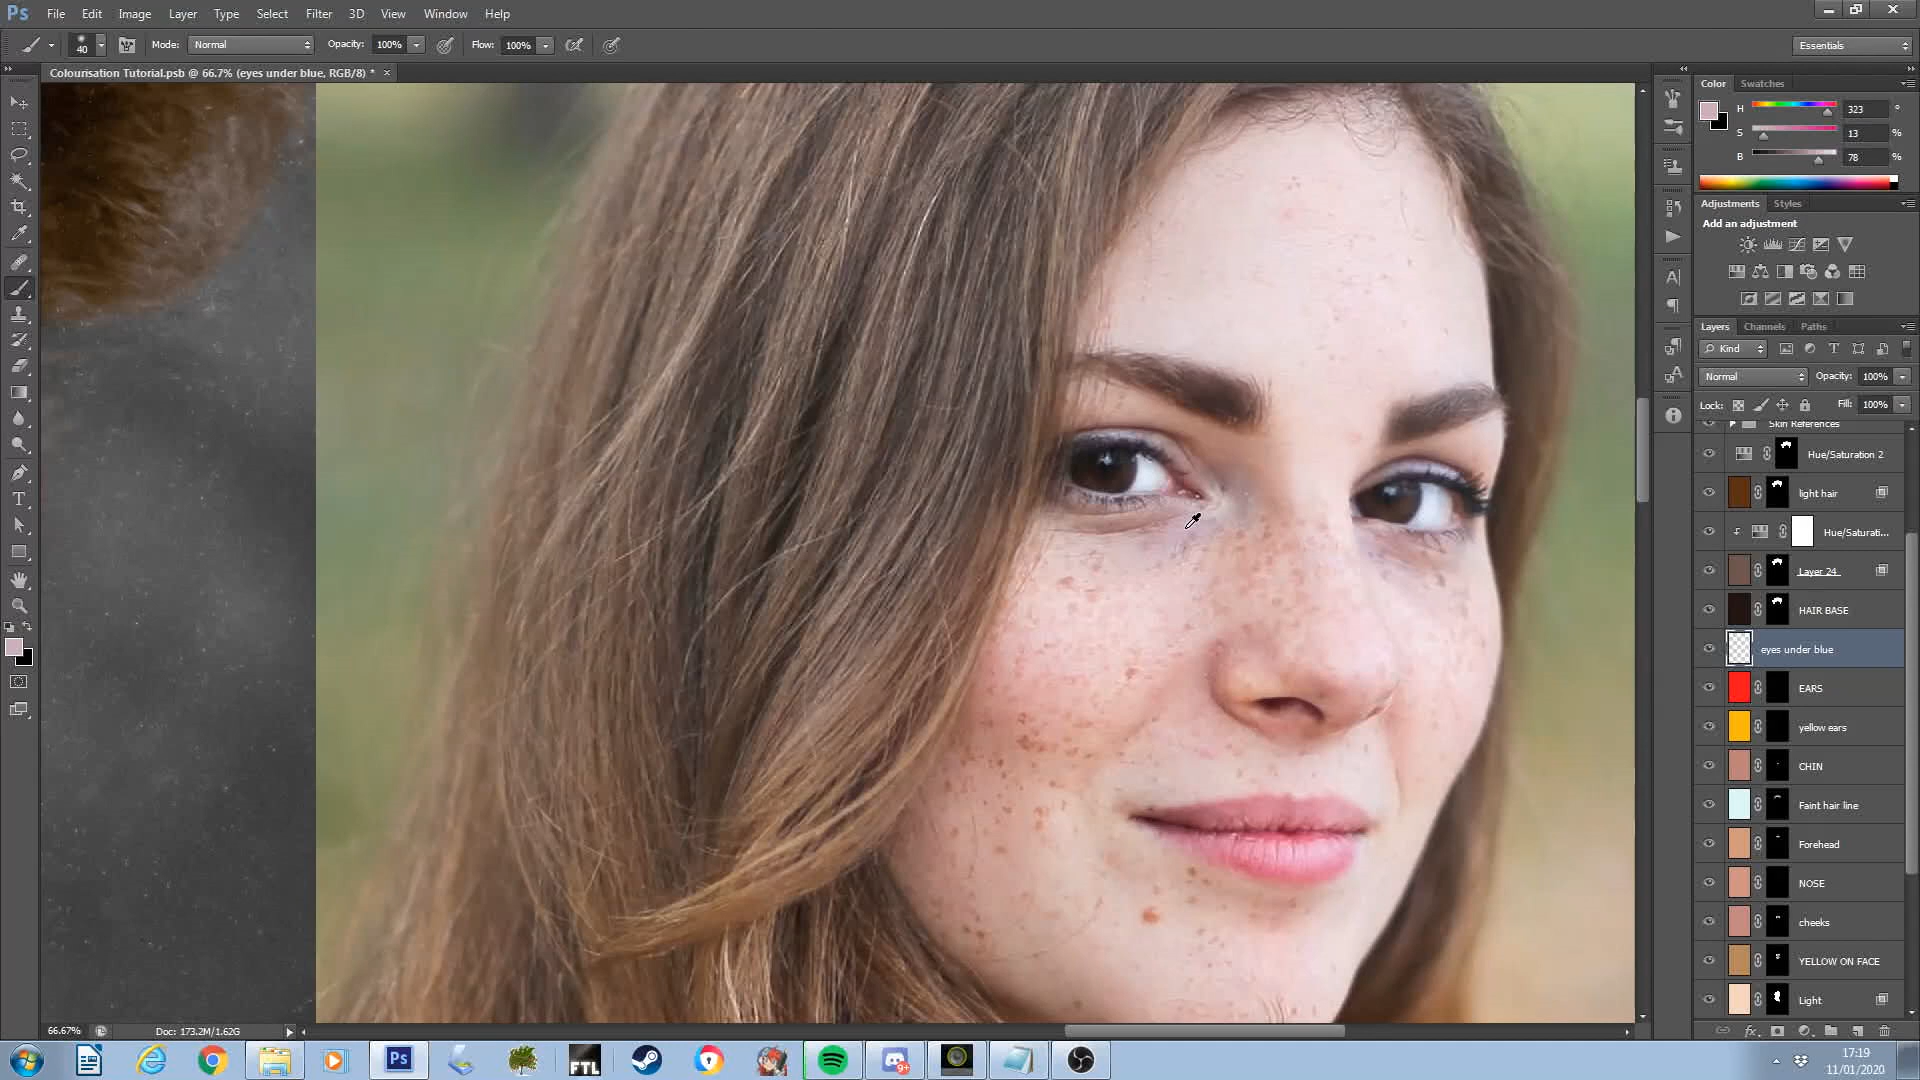 Ps File Edit Image Layer Type Select Filter 3D View Window Help
40 Mode: Normal Opacity: 100% Flow: 100% Essentials
Colourisation Tutorial.psb @ 66.7% (eyes under blue, RGB/8) * ×
Color Swatches
H 323 °
S 13 %
B 78 %
Adjustments Styles
Add an adjustment
Layers Channels Paths
Kind
Normal Opacity: 100%
Lock: Fill: 100%
Skin References
Hue/Saturation 2
light hair
Hue/Saturati...
Layer 24
HAIR BASE
eyes under blue
EARS
yellow ears
CHIN
Faint hair line
Forehead
NOSE
cheeks
YELLOW ON FACE
Light
66.67% Doc: 173.2M/1.62G
Ps FTL 9+
17:19
11/01/2020